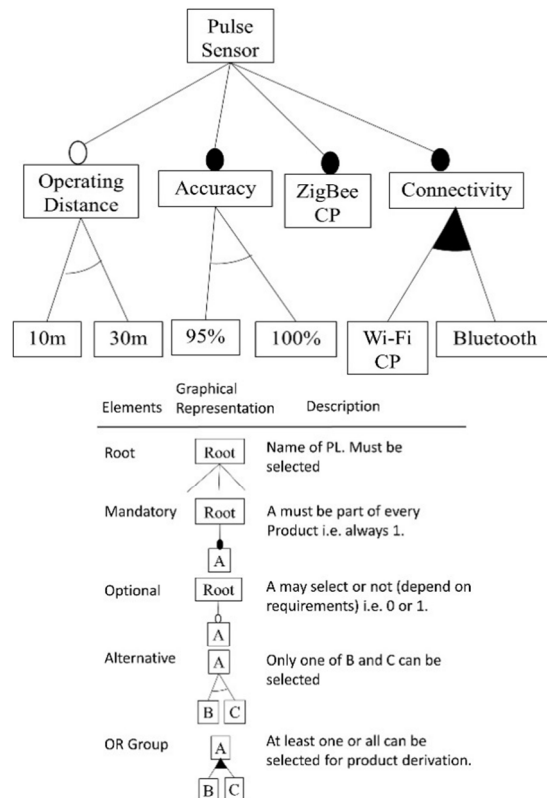 Pulse
Sensor
Operating
Distance
Accuracy
ZigBee
CP
Connectivity
10m
30m
95%
100%
Wi-Fi
CP
Bluetooth
Elements
Graphical
Representation
Description
Root
Root
Name of PL. Must be
selected
Mandatory
Root
A
A must be part of every
Product i.e. always 1.
Optional
Root
A
A may select or not (depend on
requirements) i.e. 0 or 1.
Alternative
A
B
C
Only one of B and C can be
selected
OR Group
A
B
C
At least one or all can be
selected for product derivation.